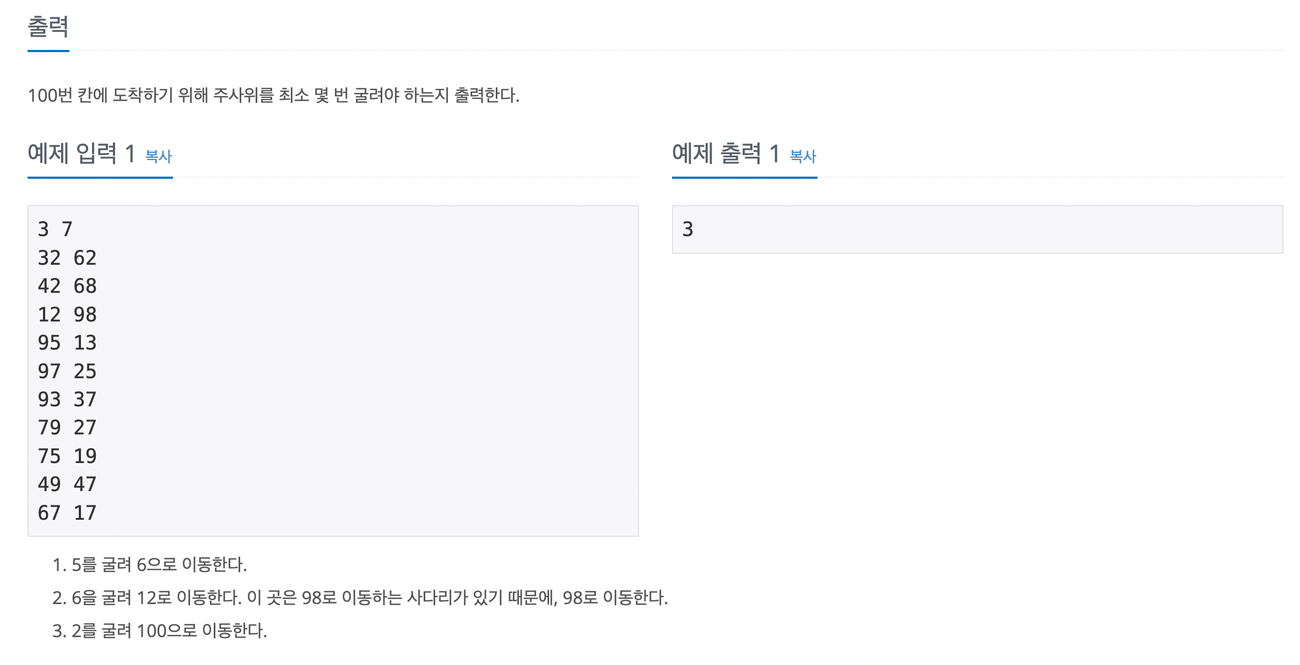 출력
100번 칸에 도착하기 위해 주사위를 최소 몇 번 굴려야 하는지 출력한다.
예제 입력 1 복사
3 7
32 62
42 68
12 98
95 13
97 25
93 37
79 27
75 19
49 47
67 17
예제 출력 1 복사
3
1. 5를 굴려 6으로 이동한다.
2. 6을 굴려 12로 이동한다. 이 곳은 98로 이동하는 사다리가 있기 때문에, 98로 이동한다.
3. 2를 굴려 100으로 이동한다.